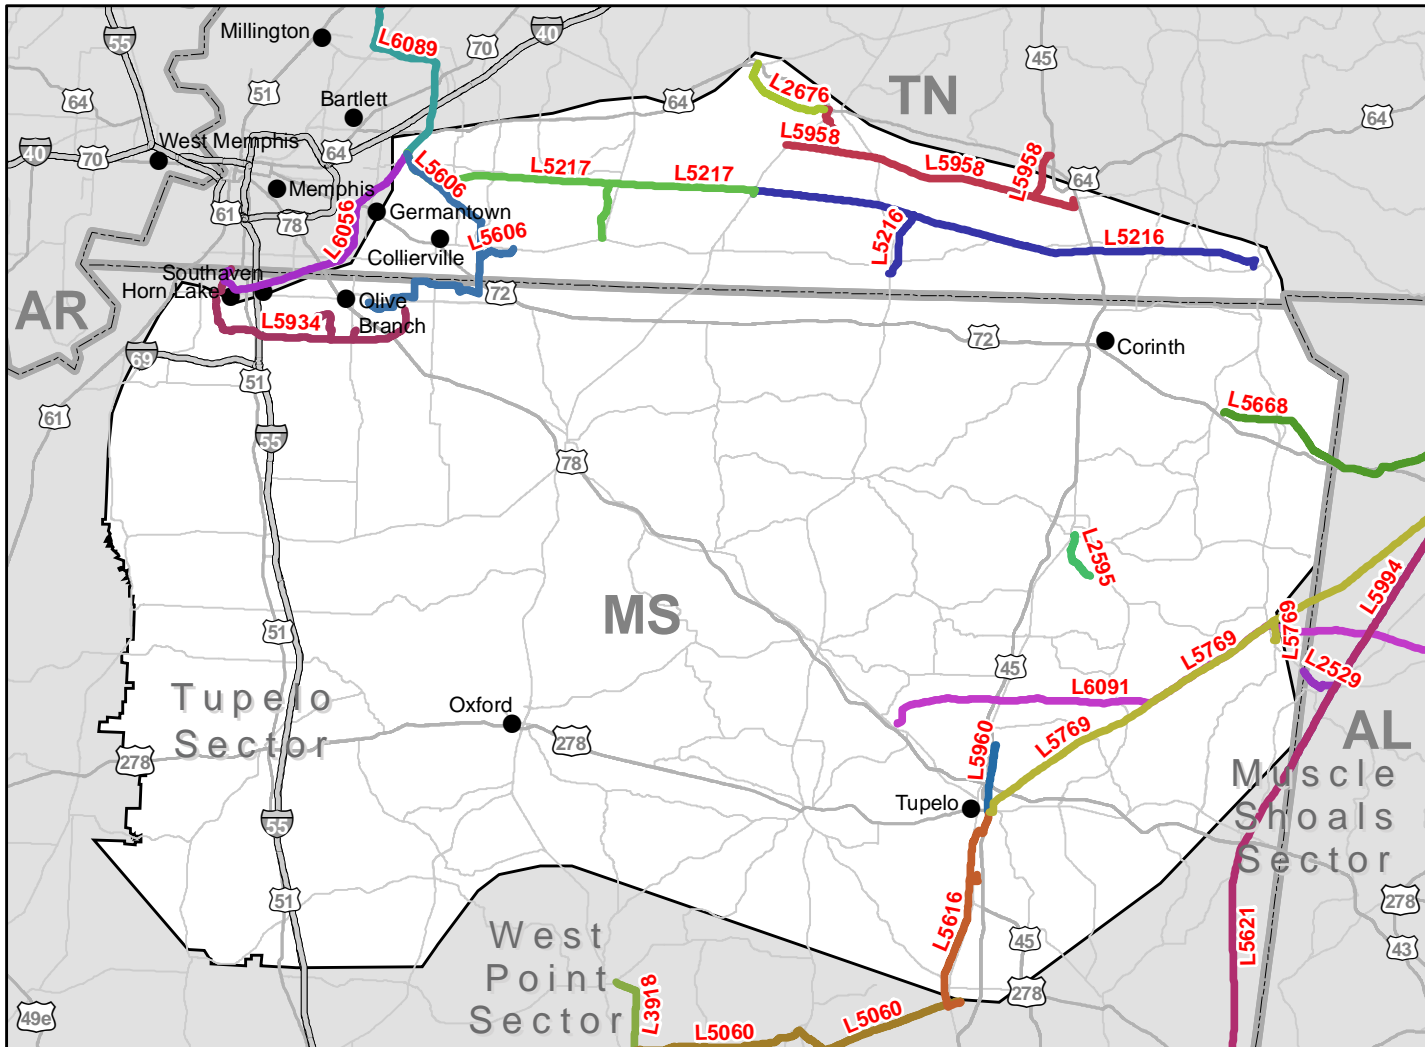 55
Millington
L6089
70
40
45
51
64
Bartlett
64
L2676
TN
64
40
70
West Memphis
64
L5958
L5958
L5958
64
L5606
L5217
L5217
Memphis
61
78
Germantown
L6056
L5606
Collierville
L5216
L5216
Southaven
Horn Lake
72
Olive
Branch
AR
L5934
72
Corinth
69
51
61
L5668
55
78
L2595
L5994
MS
51
L5769
L5769
45
L2529
L6091
Tupelo
Sector
Oxford
278
278
L5960
L5769
AL
Muscle
Shoals
Sector
Tupelo
55
51
L5616
278
West
Point
Sector
45
43
L5621
278
L3918
49e
L5060
L5060